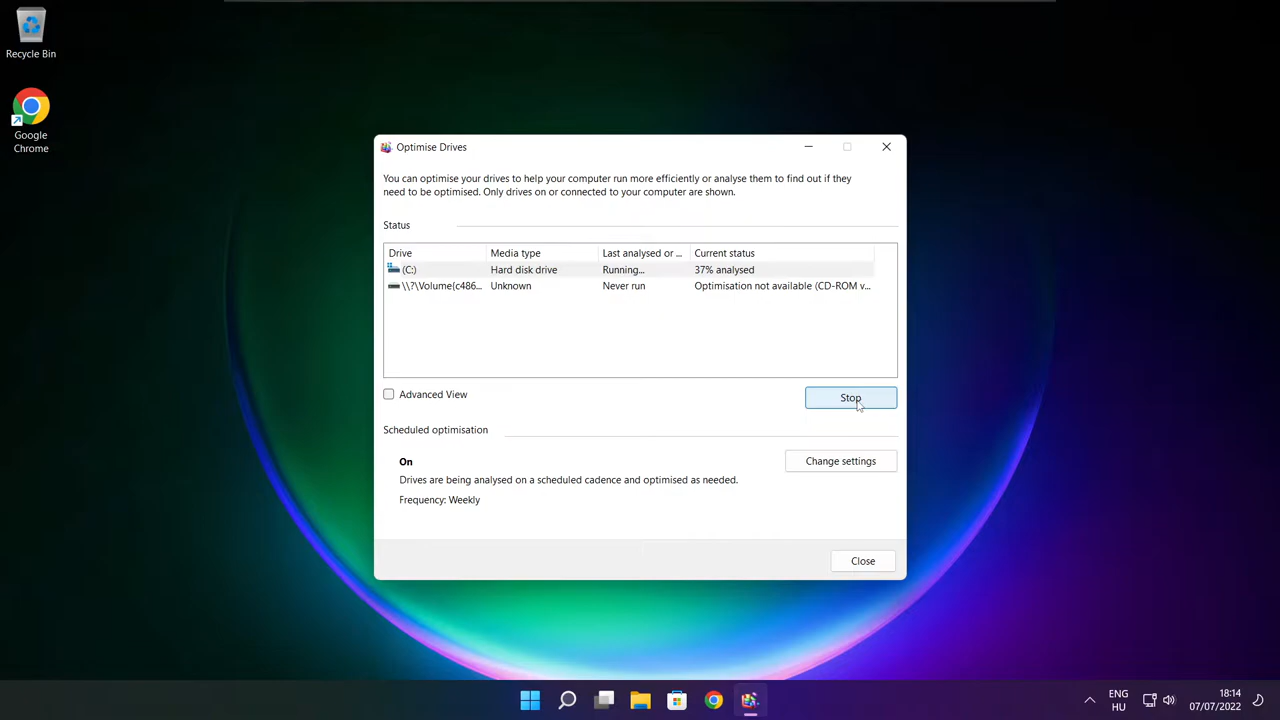 Recycle Bin
Google
Chrome
Optimise Drives
You can optimise your drives to help your computer run more efficiently or analyse them to find out if they
need to be optimised. Only drives on or connected to your computer are shown.
Status
Drive Media type Last analysed or ... Current status
(C:) Hard disk drive Running... 37% analysed
\\?\Volume{c486... Unknown Never run Optimisation not available (CD-ROM v...
Advanced View
Stop
Scheduled optimisation
On
Change settings
Drives are being analysed on a scheduled cadence and optimised as needed.
Frequency: Weekly
Close
ENG
HU
18:14
07/07/2022